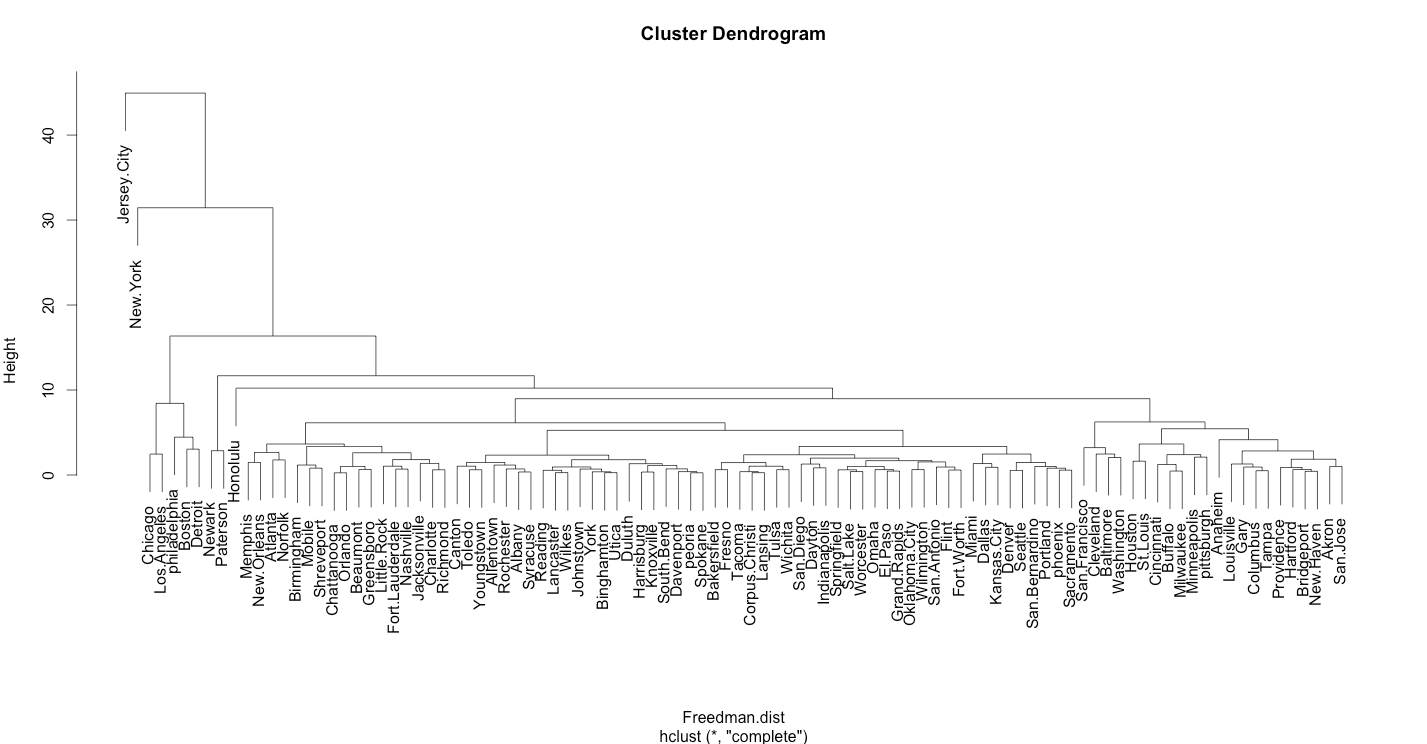 Cluster Dendrogram
Height
40
30
20
10
0
Jersey.City
New.York
Chicago
Los.Angeles
philadelphia
Boston
Detroit
Newark
Paterson
Honolulu
Memphis
New.Orleans
Atlanta
Norfolk
Birmingham
Mobile
Shreveport
Chattanooga
Orlando
Beaumont
Greensboro
Little.Rock
Fort.Lauderdale
Nashville
Jacksonville
Charlotte
Richmond
Canton
Toledo
Youngstown
Allentown
Rochester
Albany
Syracuse
Reading
Lancaster
Wilkes
Johnstown
York
Binghamton
Utica
Duluth
Harrisburg
Knoxville
South.Bend
Davenport
peoria
Spokane
Bakersfield
Fresno
Tacoma
Corpus.Christi
Lansing
Tulsa
Wichita
San.Diego
Dayton
Indianapolis
Springfield
Salt.Lake
Worcester
Omaha
El.Paso
Grand.Rapids
Oklahoma.City
Wilmington
San.Antonio
Flint
Fort.Worth
Miami
Dallas
Kansas.City
Denver
Seattle
San.Bernardino
Portland
phoenix
Sacramento
San.Francisco
Cleveland
Baltimore
Washington
Houston
St.Louis
Cincinnati
Buffalo
Milwaukee
Minneapolis
pittsburgh
Anaheim
Louisville
Gary
Columbus
Tampa
Providence
Hartford
Bridgeport
New.Haven
Akron
San.Jose
Freedman.dist
hclust (*, "complete")